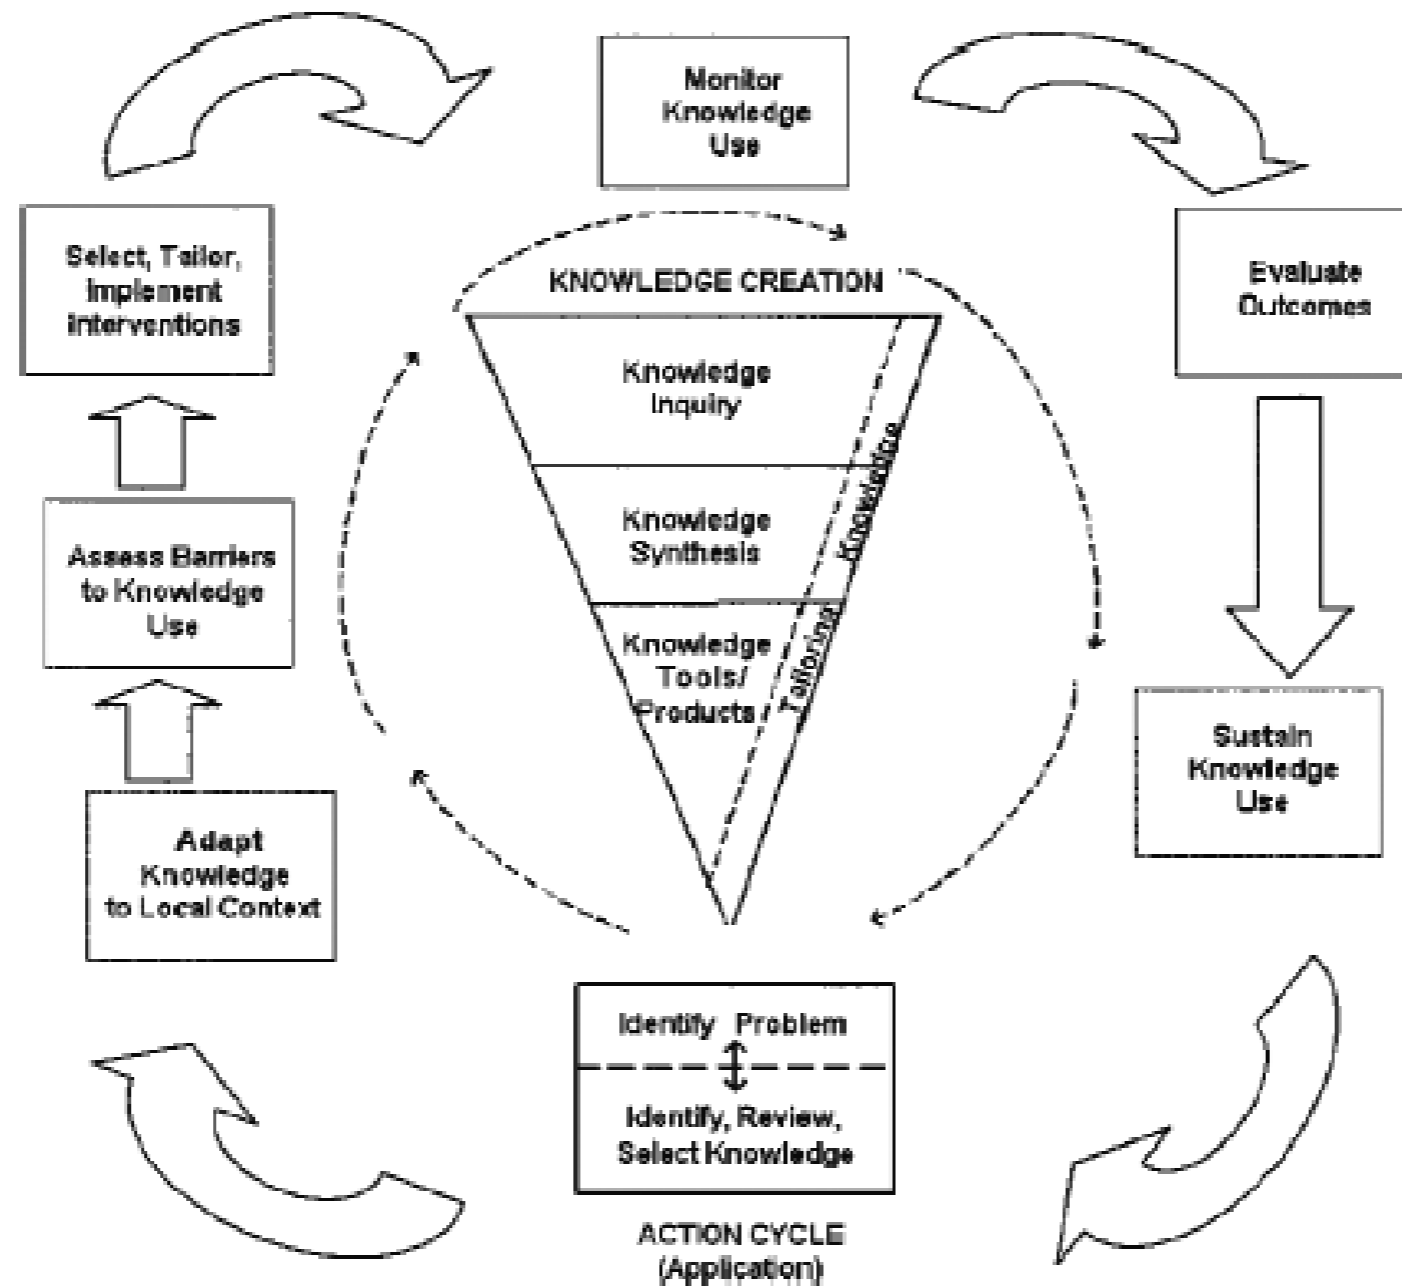 Monitor
Knowledge
Use
Select, Tailor,
Implement
Interventions
Evaluate
Outcomes
KNOWLEDGE CREATION
Knowledge
Inquiry
Knowledge
Synthesis
Knowledge
Tools/
Products
Tailoring Knowledge
Assess Barriers
to Knowledge
Use
Sustain
Knowledge
Use
Adapt
Knowledge
to Local Context
Identify Problem
Identify, Review,
Select Knowledge
ACTION CYCLE
(Application)